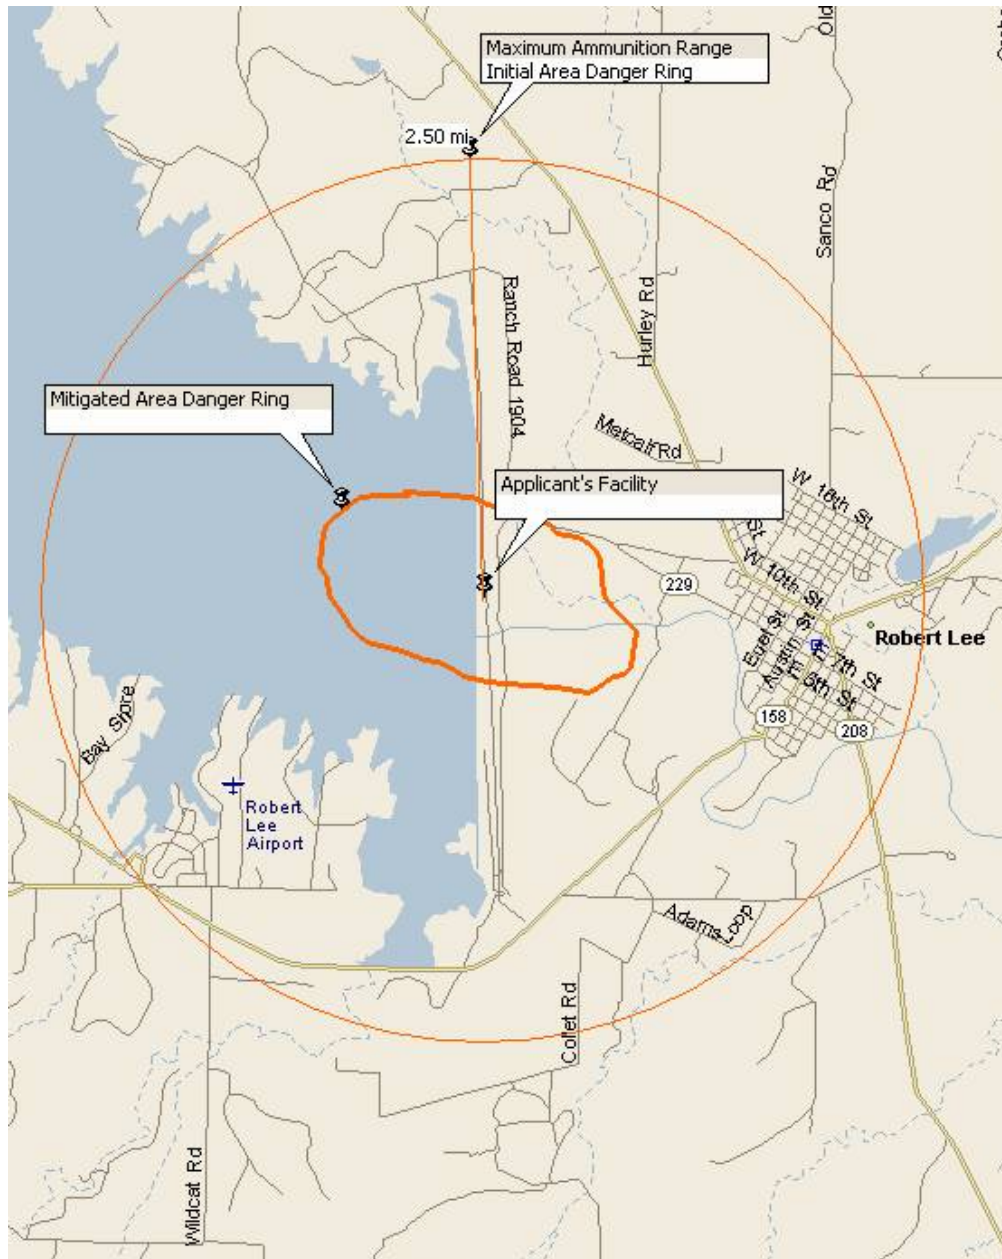 Old
Maximum Ammunition Range
Initial Area Danger Ring
2.50 mi
Sanco Rd
Ranch Road 1904
Hurley Rd
Mitigated Area Danger Ring
Metcalf Rd
Applicant's Facility
W 18th St
St
W 10th St
229
Robert Lee
Austin St
E 7th St
E 5th St
158
208
Bay Shore
Robert
Lee
Airport
Adams Loop
Collet Rd
Wildcat Rd